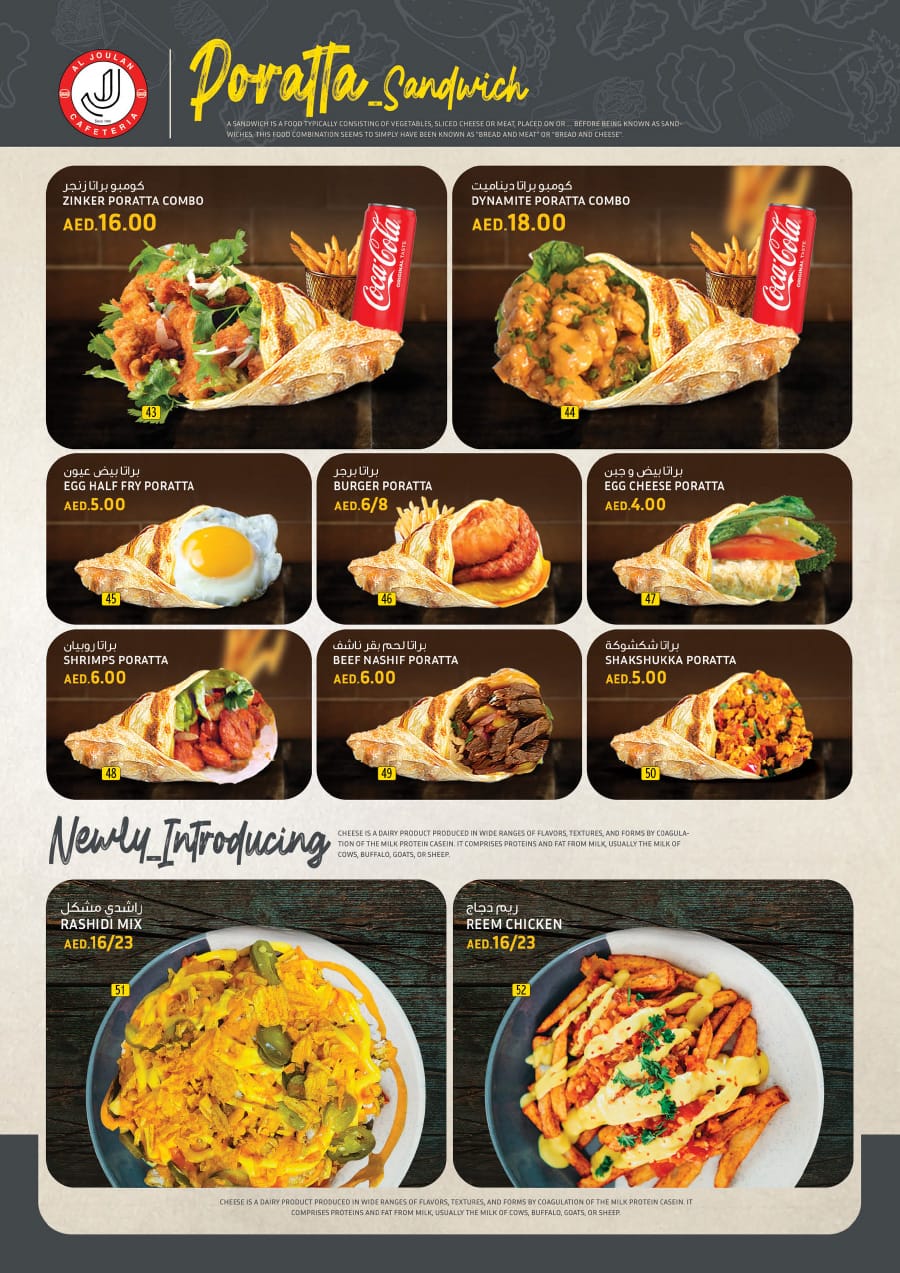 AL JOULAN
CAFETERIA
Since 1986
Poratta_Sandwich
A SANDWICH IS A FOOD TYPICALLY CONSISTING OF VEGETABLES, SLICED CHEESE OR MEAT, PLACED ON OR ... BEFORE BEING KNOWN AS SAND-
WICHES, THIS FOOD COMBINATION SEEMS TO SIMPLY HAVE BEEN KNOWN AS "BREAD AND MEAT" OR "BREAD AND CHEESE".
كومبو براتا زنجر
ZINKER PORATTA COMBO
AED.16.00
Coca-Cola
ORIGINAL TASTE
43
كومبو براتا ديناميت
DYNAMITE PORATTA COMBO
AED.18.00
Coca-Cola
ORIGINAL TASTE
44
براتا بيض عيون
EGG HALF FRY PORATTA
AED.5.00
45
براتا برجر
BURGER PORATTA
AED.6/8
46
براتا بيض و جبن
EGG CHEESE PORATTA
AED.4.00
47
براتا روبيان
SHRIMPS PORATTA
AED.6.00
48
براتا لحم بقر ناشف
BEEF NASHIF PORATTA
AED.6.00
49
براتا شكشوكة
SHAKSHUKKA PORATTA
AED.5.00
50
Newly_Introducing
CHEESE IS A DAIRY PRODUCT PRODUCED IN WIDE RANGES OF FLAVORS, TEXTURES, AND FORMS BY COAGULA-
TION OF THE MILK PROTEIN CASEIN. IT COMPRISES PROTEINS AND FAT FROM MILK, USUALLY THE MILK OF
COWS, BUFFALO, GOATS, OR SHEEP.
راشدي مشكل
RASHIDI MIX
AED.16/23
51
ريم دجاج
REEM CHICKEN
AED.16/23
52
CHEESE IS A DAIRY PRODUCT PRODUCED IN WIDE RANGES OF FLAVORS, TEXTURES, AND FORMS BY COAGULATION OF THE MILK PROTEIN CASEIN. IT
COMPRISES PROTEINS AND FAT FROM MILK, USUALLY THE MILK OF COWS, BUFFALO, GOATS, OR SHEEP.